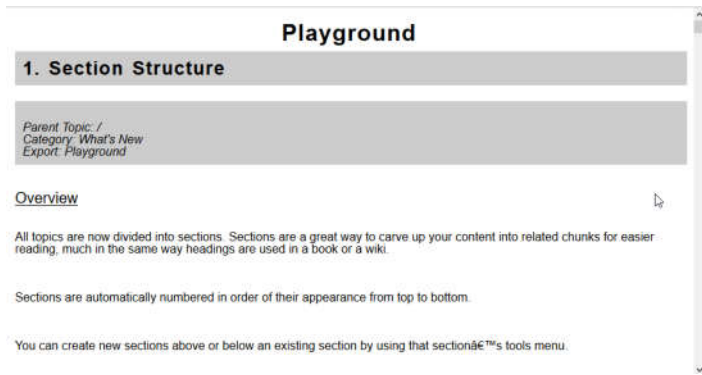 Playground
1. Section Structure
Parent Topic: /
Category: What's New
Export: Playground
Overview
All topics are now divided into sections. Sections are a great way to carve up your content into related chunks for easier
reading, much in the same way headings are used in a book or a wiki.
Sections are automatically numbered in order of their appearance from top to bottom.
You can create new sections above or below an existing section by using that sectionâ€™s tools menu.